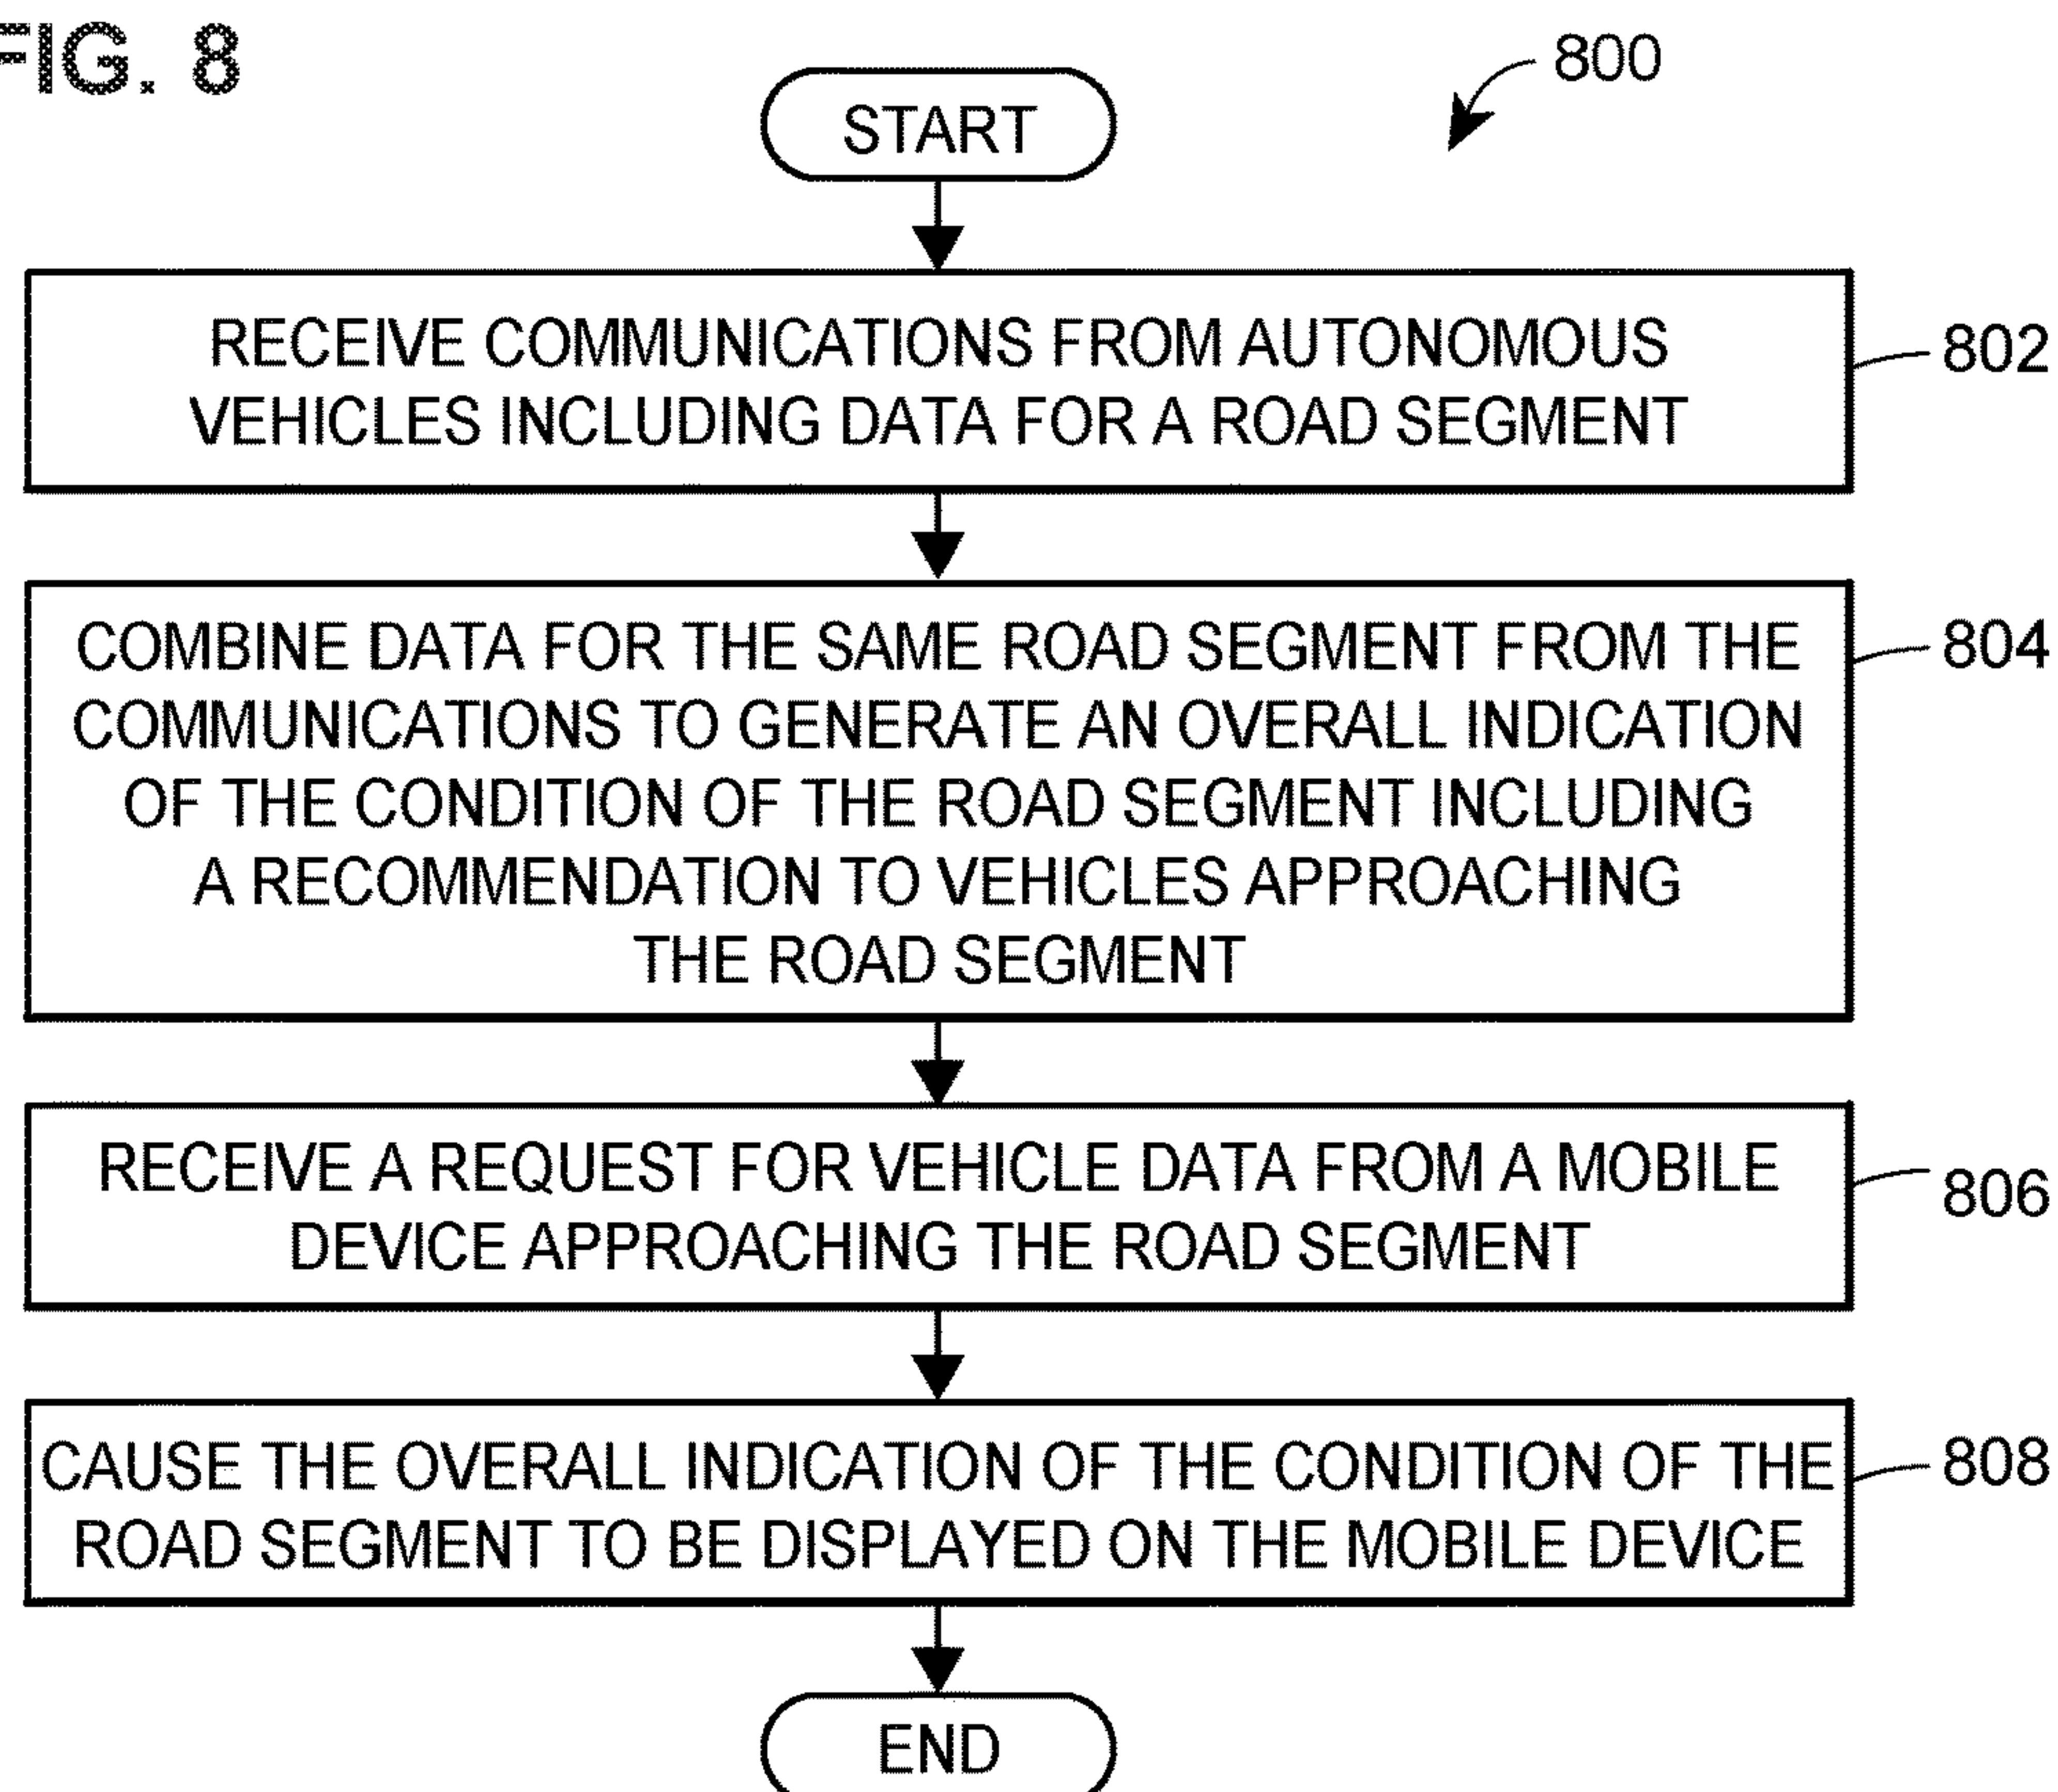 FIG. 8
800
START
RECEIVE COMMUNICATIONS FROM AUTONOMOUS
VEHICLES INCLUDING DATA FOR A ROAD SEGMENT
802
COMBINE DATA FOR THE SAME ROAD SEGMENT FROM THE
COMMUNICATIONS TO GENERATE AN OVERALL INDICATION
OF THE CONDITION OF THE ROAD SEGMENT INCLUDING
A RECOMMENDATION TO VEHICLES APPROACHING
THE ROAD SEGMENT
804
RECEIVE A REQUEST FOR VEHICLE DATA FROM A MOBILE
DEVICE APPROACHING THE ROAD SEGMENT
806
CAUSE THE OVERALL INDICATION OF THE CONDITION OF THE
ROAD SEGMENT TO BE DISPLAYED ON THE MOBILE DEVICE
808
END